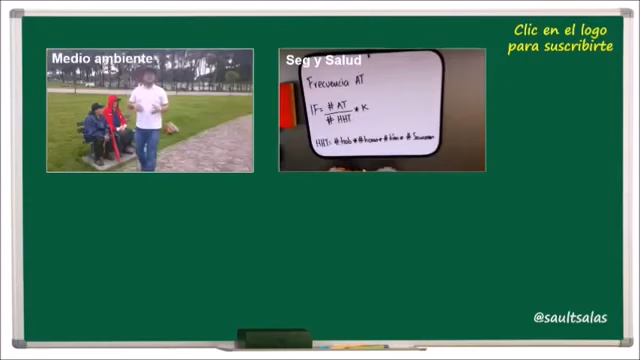 Clic en el logo
para suscribirte
Medio ambiente
Seg y Salud
Frecuencia AT
IF= # AT * K
# HHT
HHT= # trab * # horas * # días * # Semanas
@saultsalas